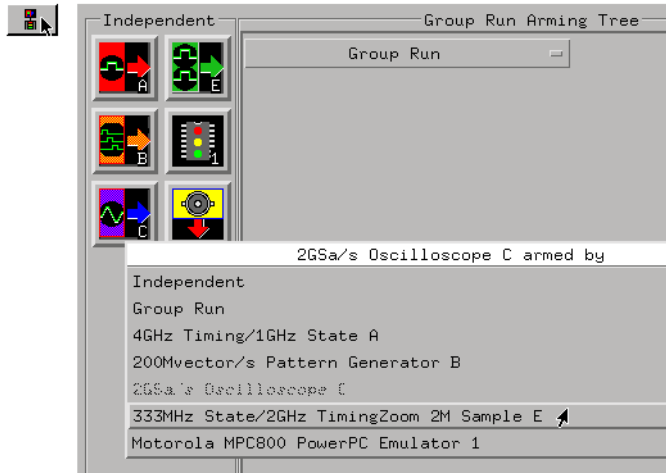 Independent
Group Run Arming Tree
Group Run
A
E
B
1
C
2GSa/s Oscilloscope C armed by
Independent
Group Run
4GHz Timing/1GHz State A
200Mvector/s Pattern Generator B
2GSa/s Oscilloscope C
333MHz State/2GHz TimingZoom 2M Sample E
Motorola MPC800 PowerPC Emulator 1